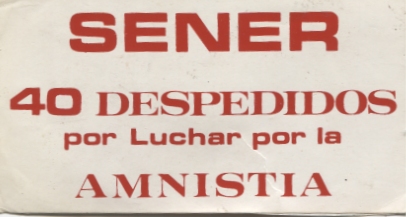 SENER
40 DESPEDIDOS
por Luchar por la
AMNISTIA